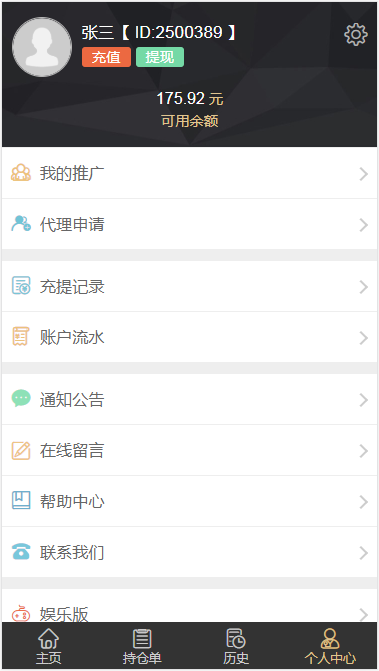 张三【 ID:2500389 】
充值 提现
175.92 元
可用余额
我的推广
代理申请
充提记录
账户流水
通知公告
在线留言
帮助中心
联系我们
娱乐版
主页 持仓单 历史 个人中心